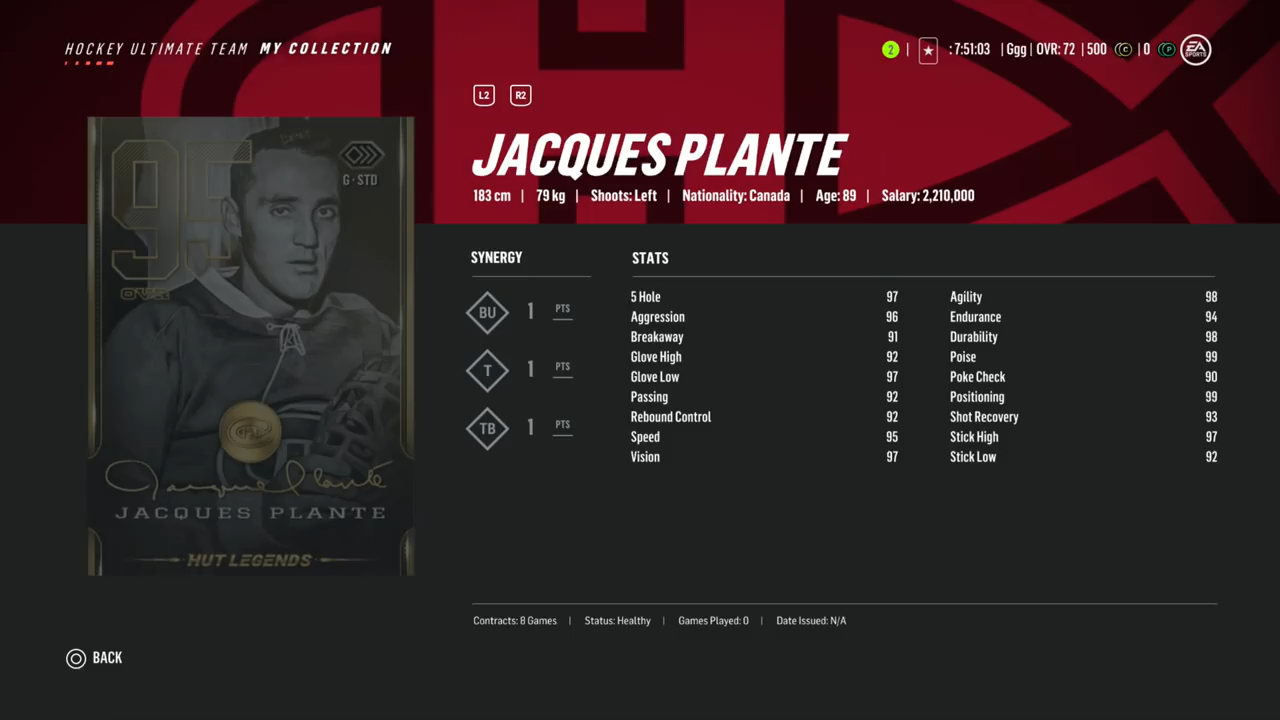 HOCKEY ULTIMATE TEAM MY COLLECTION
2 | ★ : 7:51:03 | Ggg | OVR: 72 | 500 C | 0 P EA SPORTS
L2 R2
JACQUES PLANTE
183 cm | 79 kg | Shoots: Left | Nationality: Canada | Age: 89 | Salary: 2,210,000
95
OVR
G · STD
Jacques Plante
JACQUES PLANTE
HUT LEGENDS
SYNERGY
BU 1 PTS
T 1 PTS
TB 1 PTS
STATS
5 Hole 97
Aggression 96
Breakaway 91
Glove High 92
Glove Low 97
Passing 92
Rebound Control 92
Speed 95
Vision 97
Agility 98
Endurance 94
Durability 98
Poise 99
Poke Check 90
Positioning 99
Shot Recovery 93
Stick High 97
Stick Low 92
Contracts: 8 Games | Status: Healthy | Games Played: 0 | Date Issued: N/A
BACK